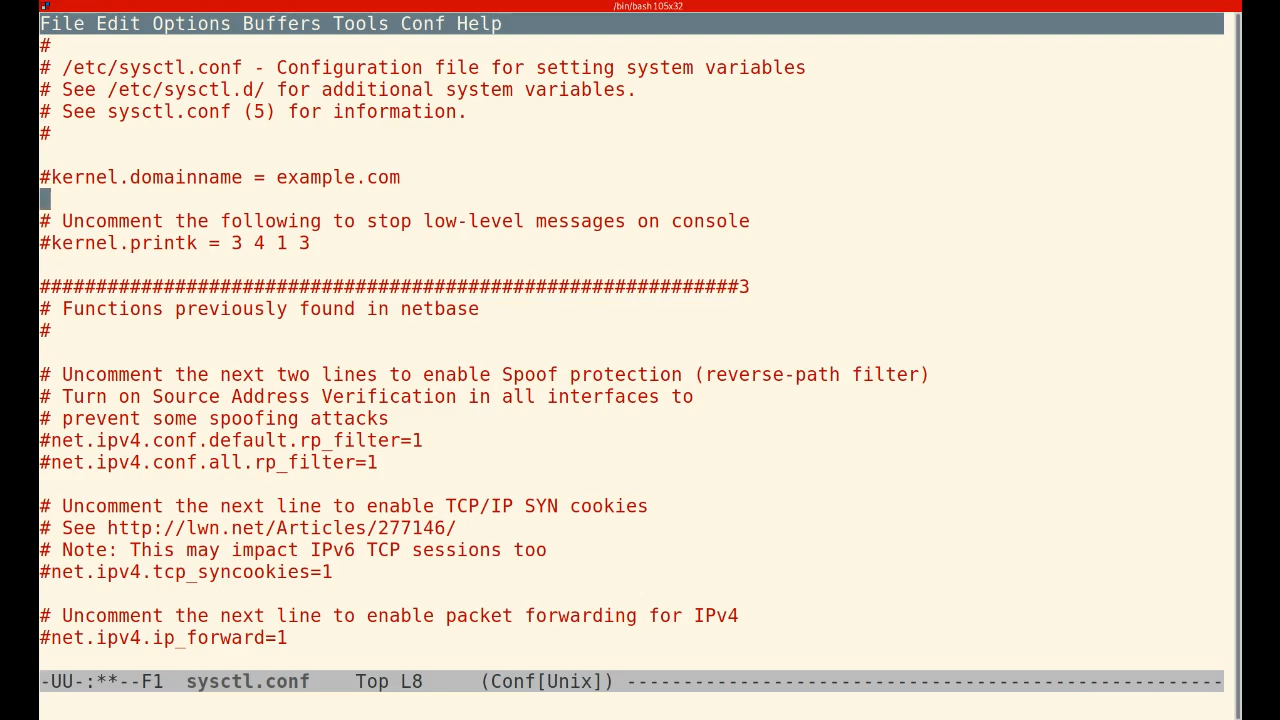 /bin/bash 105x32
File Edit Options Buffers Tools Conf Help
#
# /etc/sysctl.conf - Configuration file for setting system variables
# See /etc/sysctl.d/ for additional system variables.
# See sysctl.conf (5) for information.
#
#kernel.domainname = example.com
# Uncomment the following to stop low-level messages on console
#kernel.printk = 3 4 1 3
##############################################################3
# Functions previously found in netbase
#
# Uncomment the next two lines to enable Spoof protection (reverse-path filter)
# Turn on Source Address Verification in all interfaces to
# prevent some spoofing attacks
#net.ipv4.conf.default.rp_filter=1
#net.ipv4.conf.all.rp_filter=1
# Uncomment the next line to enable TCP/IP SYN cookies
# See http://lwn.net/Articles/277146/
# Note: This may impact IPv6 TCP sessions too
#net.ipv4.tcp_syncookies=1
# Uncomment the next line to enable packet forwarding for IPv4
#net.ipv4.ip_forward=1
-UU-:**--F1  sysctl.conf    Top L8     (Conf[Unix]) -----------------------------------------------------